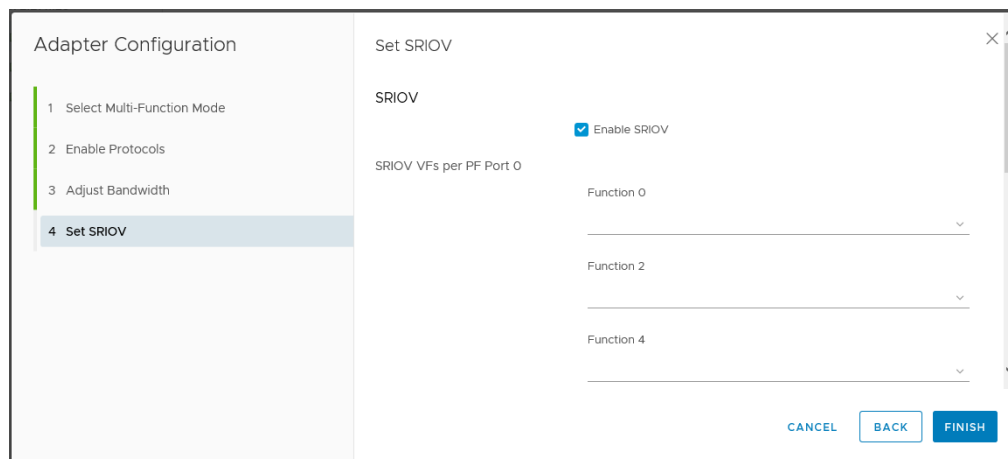 Adapter Configuration
1 Select Multi-Function Mode
2 Enable Protocols
3 Adjust Bandwidth
4 Set SRIOV
Set SRIOV
SRIOV
Enable SRIOV
SRIOV VFs per PF Port 0
Function 0
Function 2
Function 4
CANCEL
BACK
FINISH